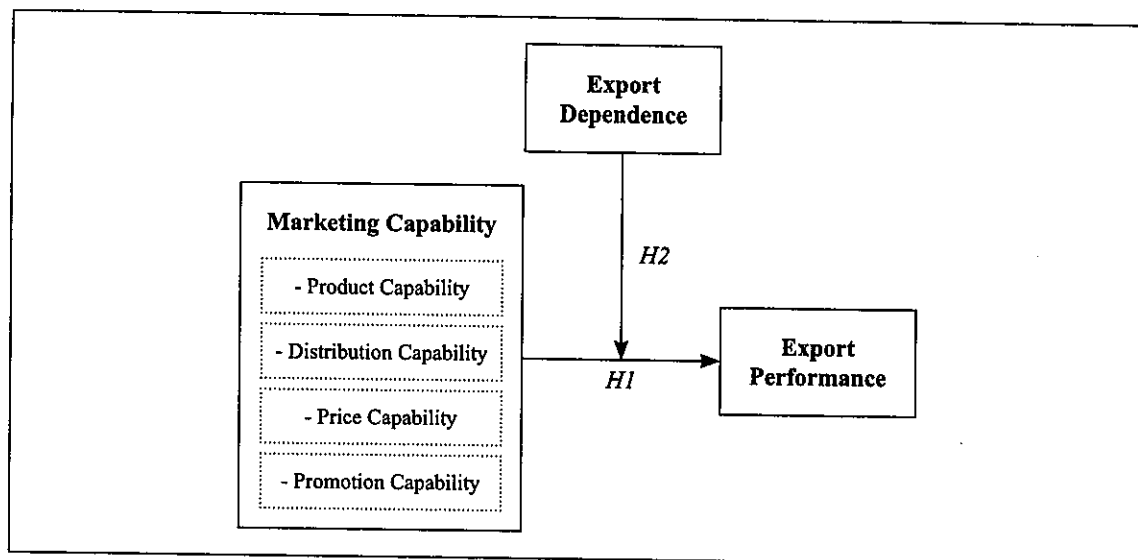 Export
Dependence
Marketing Capability
- Product Capability
- Distribution Capability
- Price Capability
- Promotion Capability
H2
H1
Export
Performance